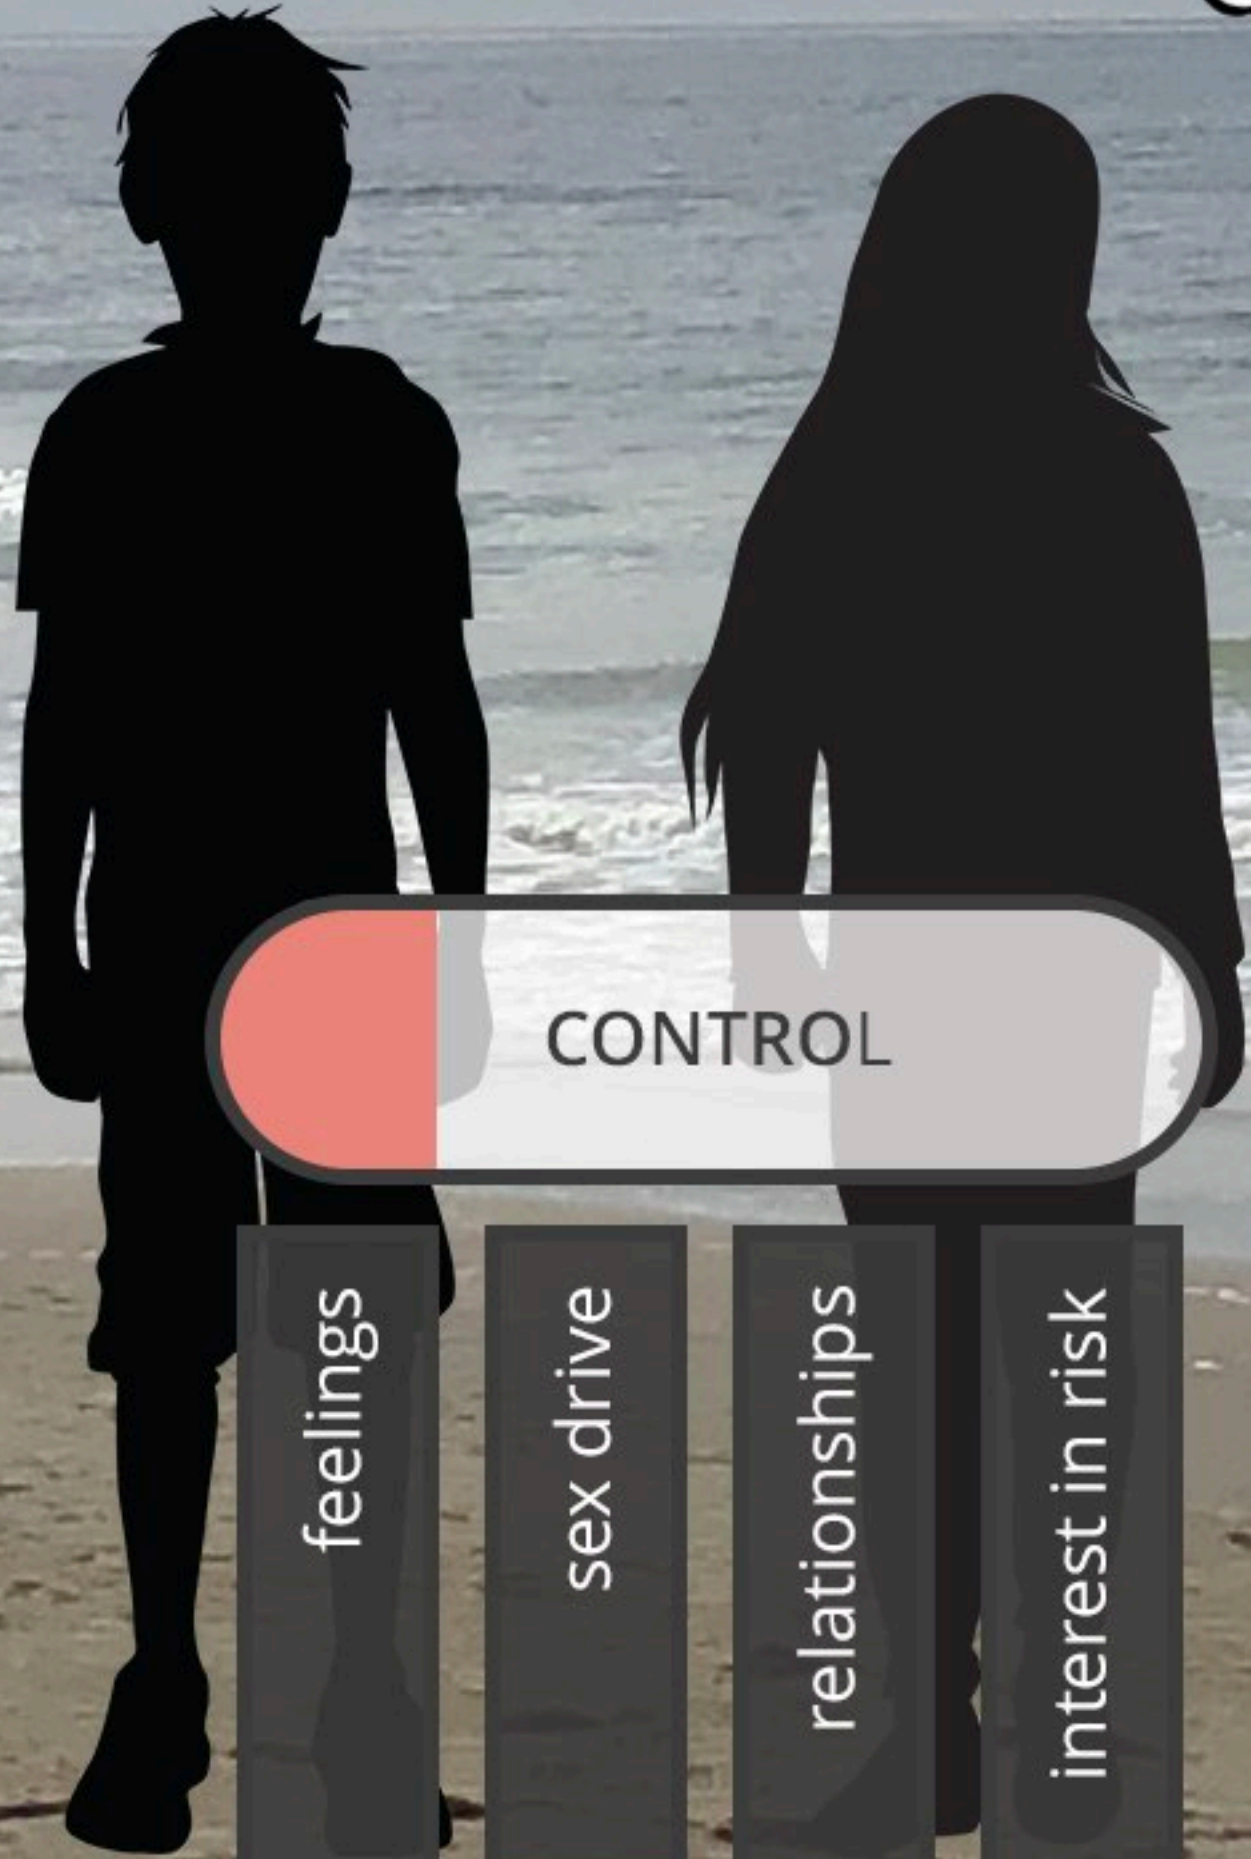 CONTROL
feelings
sex drive
relationships
interest in risk